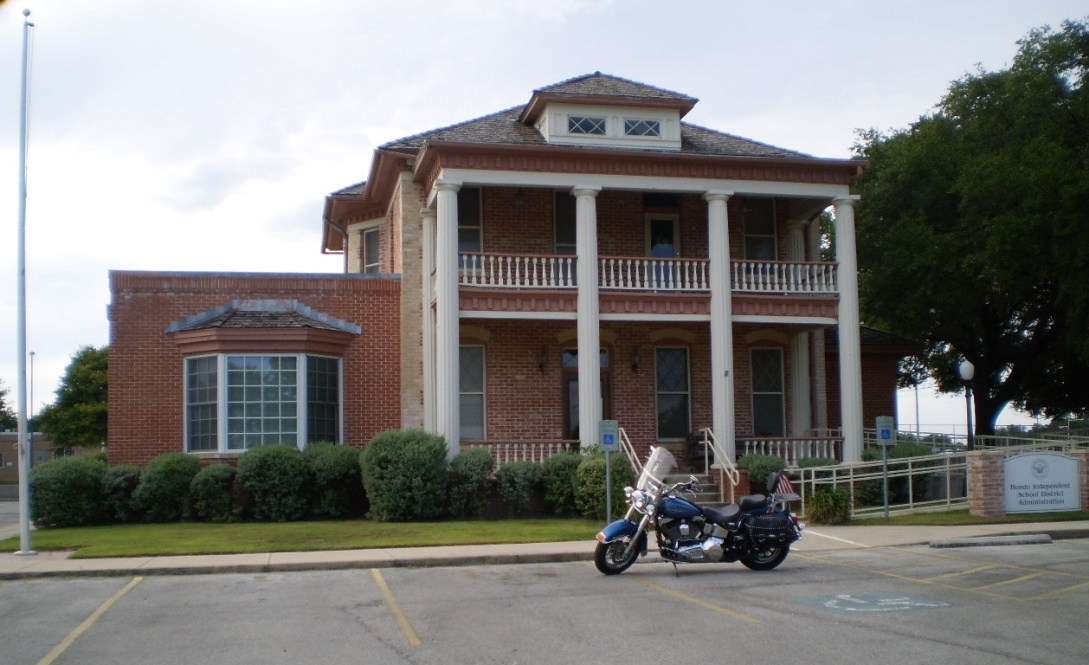 Hondo Independent
School District
Administration